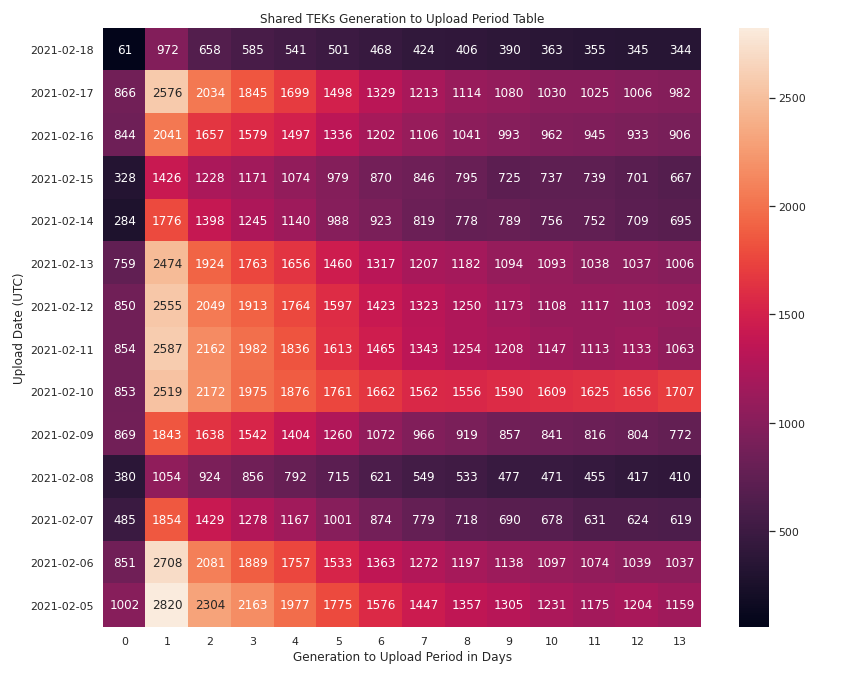 Shared TEKs Generation to Upload Period Table
Upload Date (UTC)
2021-02-18 61 972 658 585 541 501 468 424 406 390 363 355 345 344
2021-02-17 866 2576 2034 1845 1699 1498 1329 1213 1114 1080 1030 1025 1006 982
2021-02-16 844 2041 1657 1579 1497 1336 1202 1106 1041 993 962 945 933 906
2021-02-15 328 1426 1228 1171 1074 979 870 846 795 725 737 739 701 667
2021-02-14 284 1776 1398 1245 1140 988 923 819 778 789 756 752 709 695
2021-02-13 759 2474 1924 1763 1656 1460 1317 1207 1182 1094 1093 1038 1037 1006
2021-02-12 850 2555 2049 1913 1764 1597 1423 1323 1250 1173 1108 1117 1103 1092
2021-02-11 854 2587 2162 1982 1836 1613 1465 1343 1254 1208 1147 1113 1133 1063
2021-02-10 853 2519 2172 1975 1876 1761 1662 1562 1556 1590 1609 1625 1656 1707
2021-02-09 869 1843 1638 1542 1404 1260 1072 966 919 857 841 816 804 772
2021-02-08 380 1054 924 856 792 715 621 549 533 477 471 455 417 410
2021-02-07 485 1854 1429 1278 1167 1001 874 779 718 690 678 631 624 619
2021-02-06 851 2708 2081 1889 1757 1533 1363 1272 1197 1138 1097 1074 1039 1037
2021-02-05 1002 2820 2304 2163 1977 1775 1576 1447 1357 1305 1231 1175 1204 1159
0 1 2 3 4 5 6 7 8 9 10 11 12 13
Generation to Upload Period in Days
2500
2000
1500
1000
500